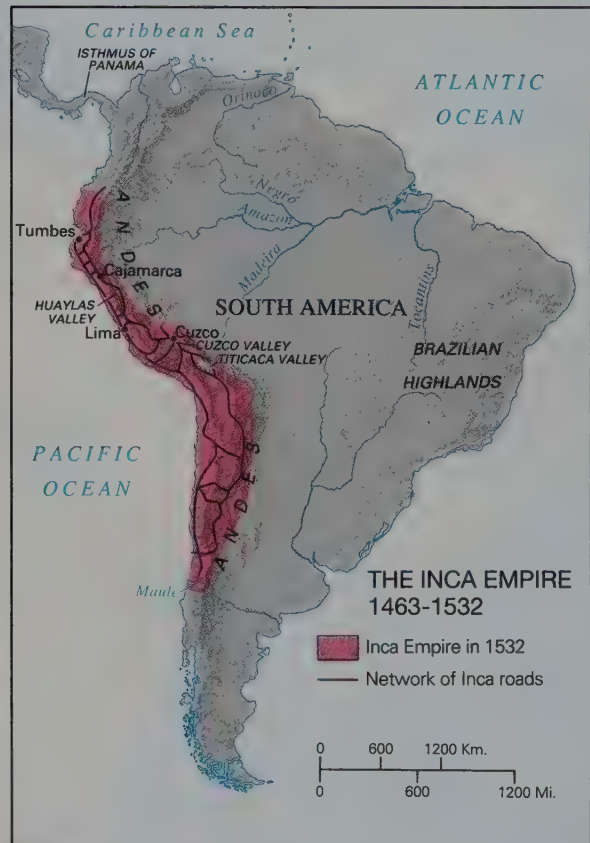 Caribbean Sea
ISTHMUS OF
PANAMA
Orinoco
ATLANTIC
OCEAN
Negro
Amazon
Madeira
Tocantins
ANDES
Tumbes
Cajamarca
HUAYLAS
VALLEY
Lima
Cuzco
CUZCO VALLEY
TITICACA VALLEY
SOUTH AMERICA
BRAZILIAN
HIGHLANDS
PACIFIC
OCEAN
ANDES
Maule
THE INCA EMPIRE
1463-1532
Inca Empire in 1532
Network of Inca roads
0 600 1200 Km.
0 600 1200 Mi.